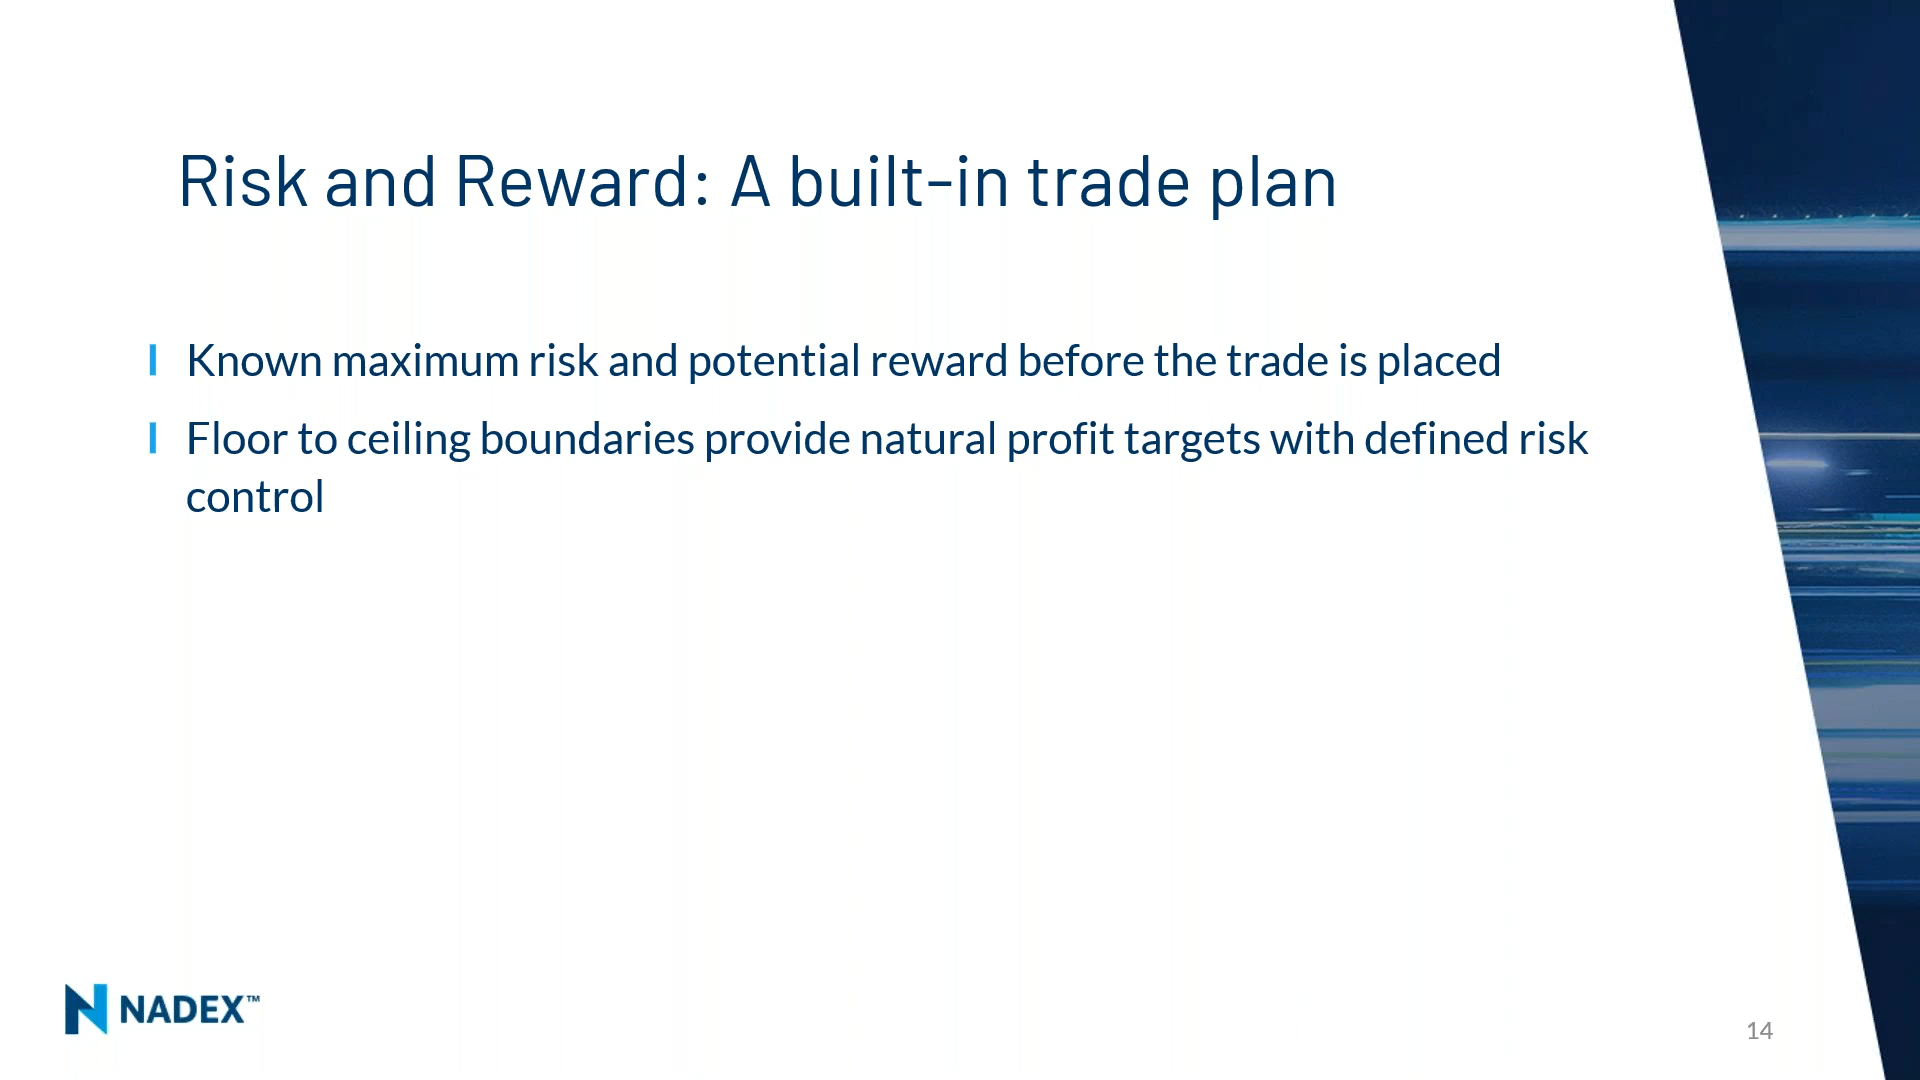 Risk and Reward: A built-in trade plan
Known maximum risk and potential reward before the trade is placed
Floor to ceiling boundaries provide natural profit targets with defined risk
control
NADEX™
14